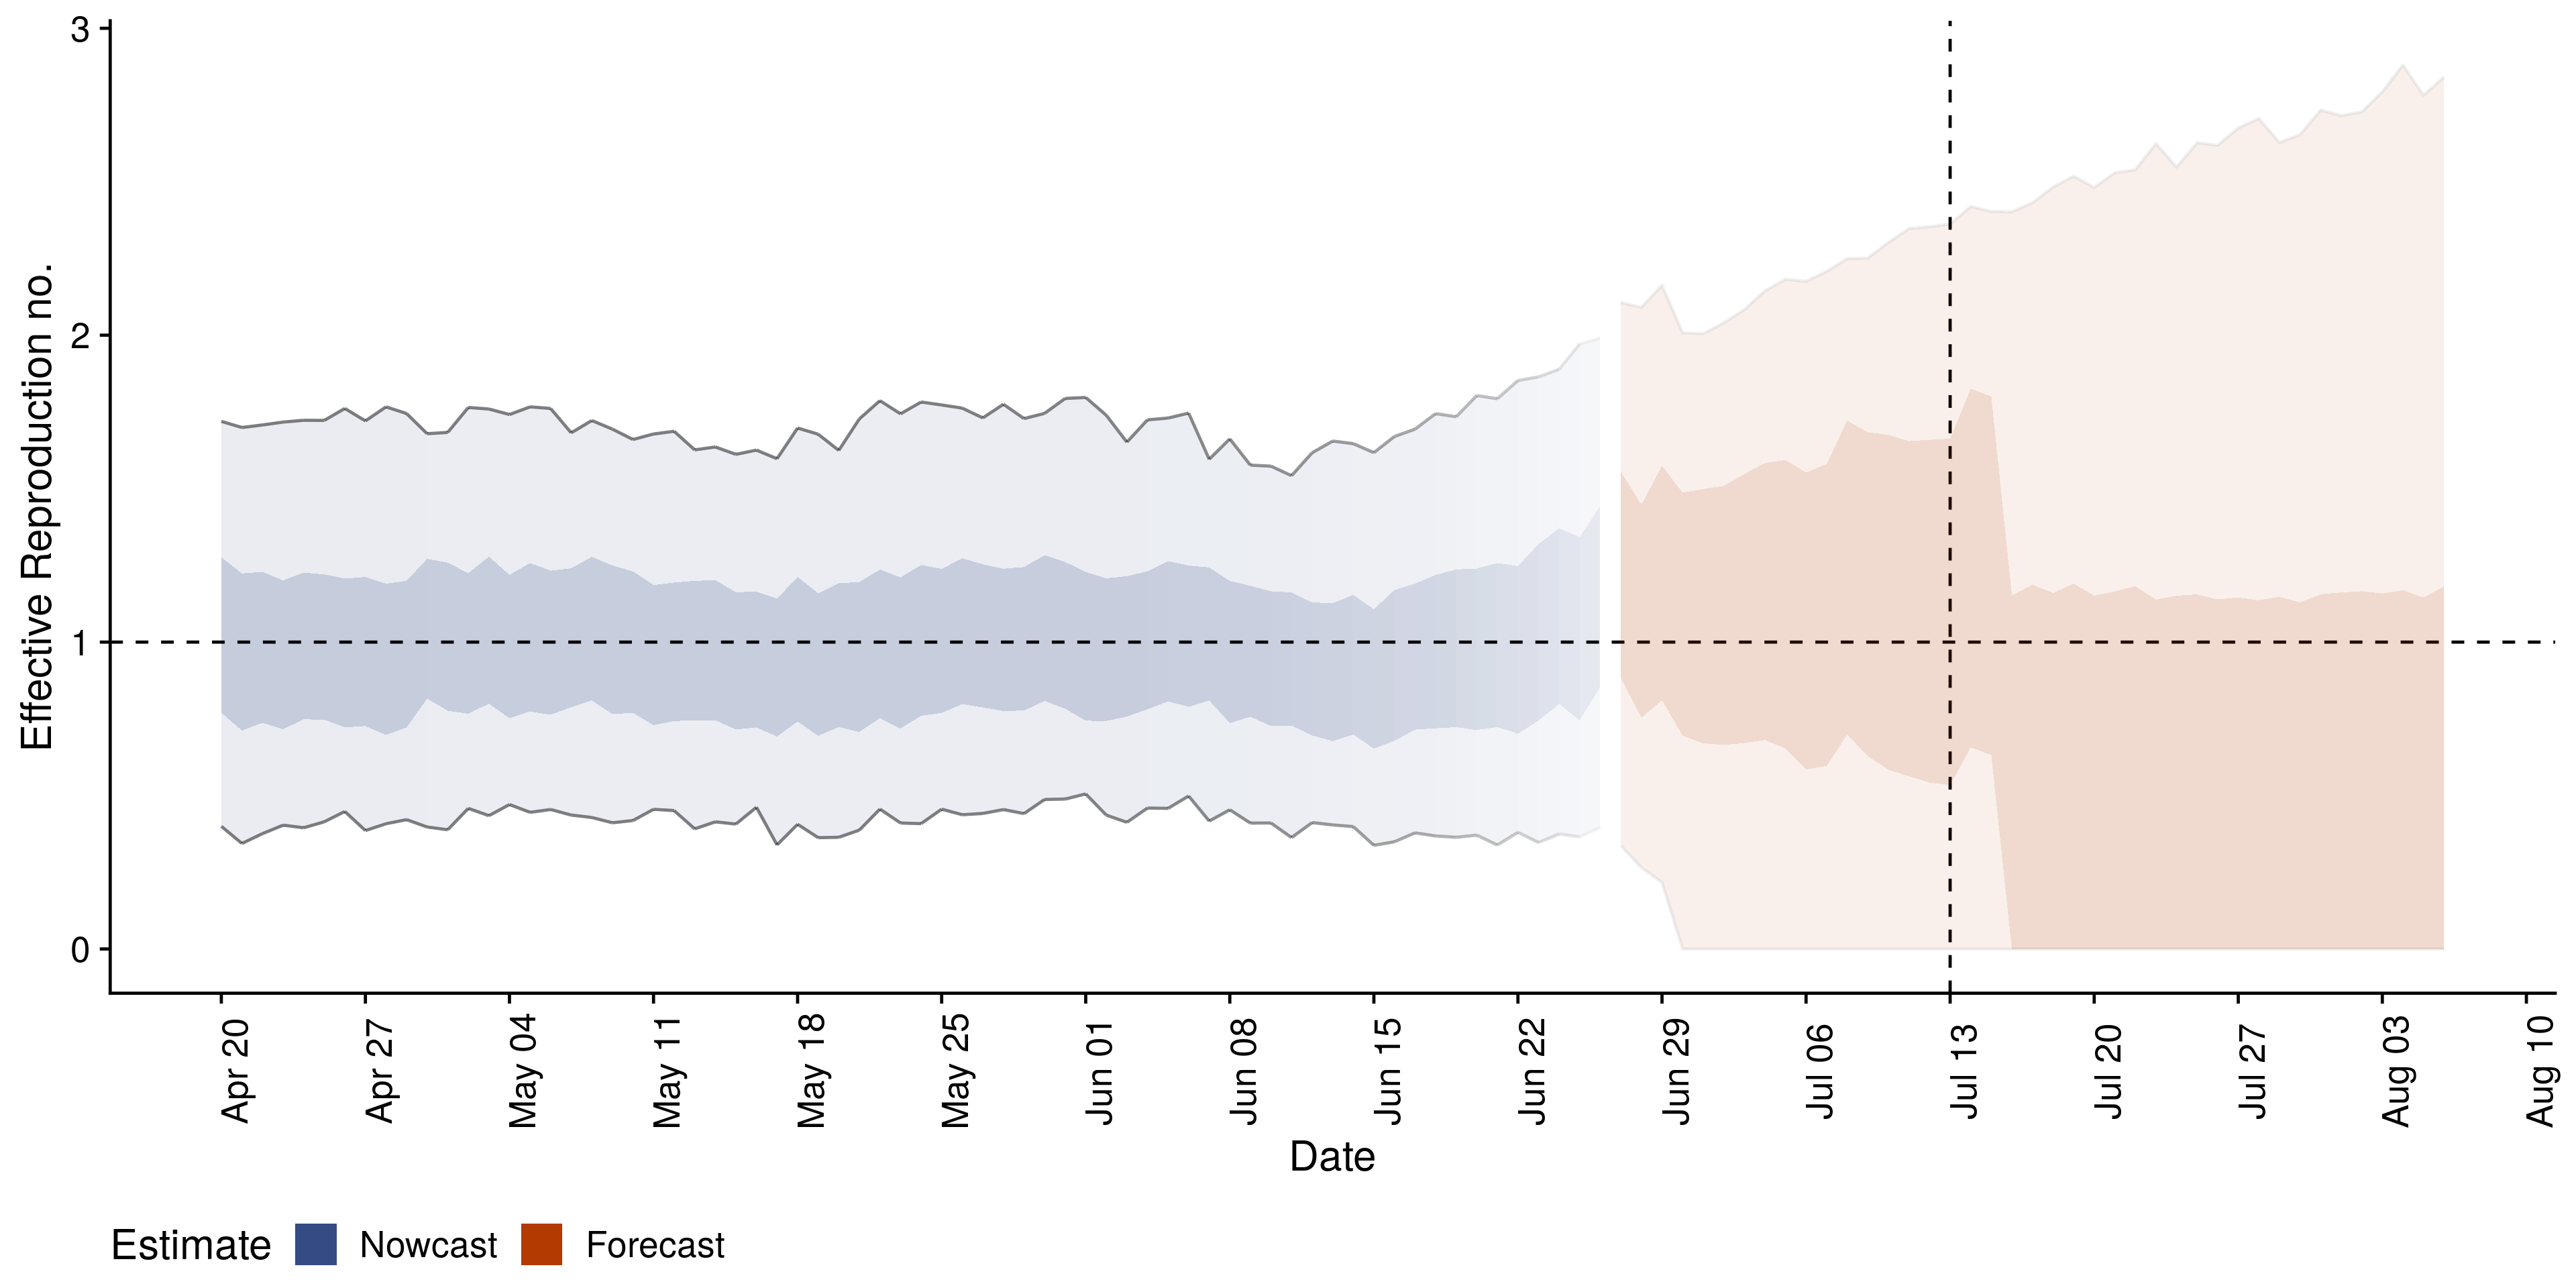 Effective Reproduction no.
3
2
1
0
Apr 20
Apr 27
May 04
May 11
May 18
May 25
Jun 01
Jun 08
Jun 15
Jun 22
Jun 29
Jul 06
Jul 13
Jul 20
Jul 27
Aug 03
Aug 10
Date
Estimate Nowcast Forecast